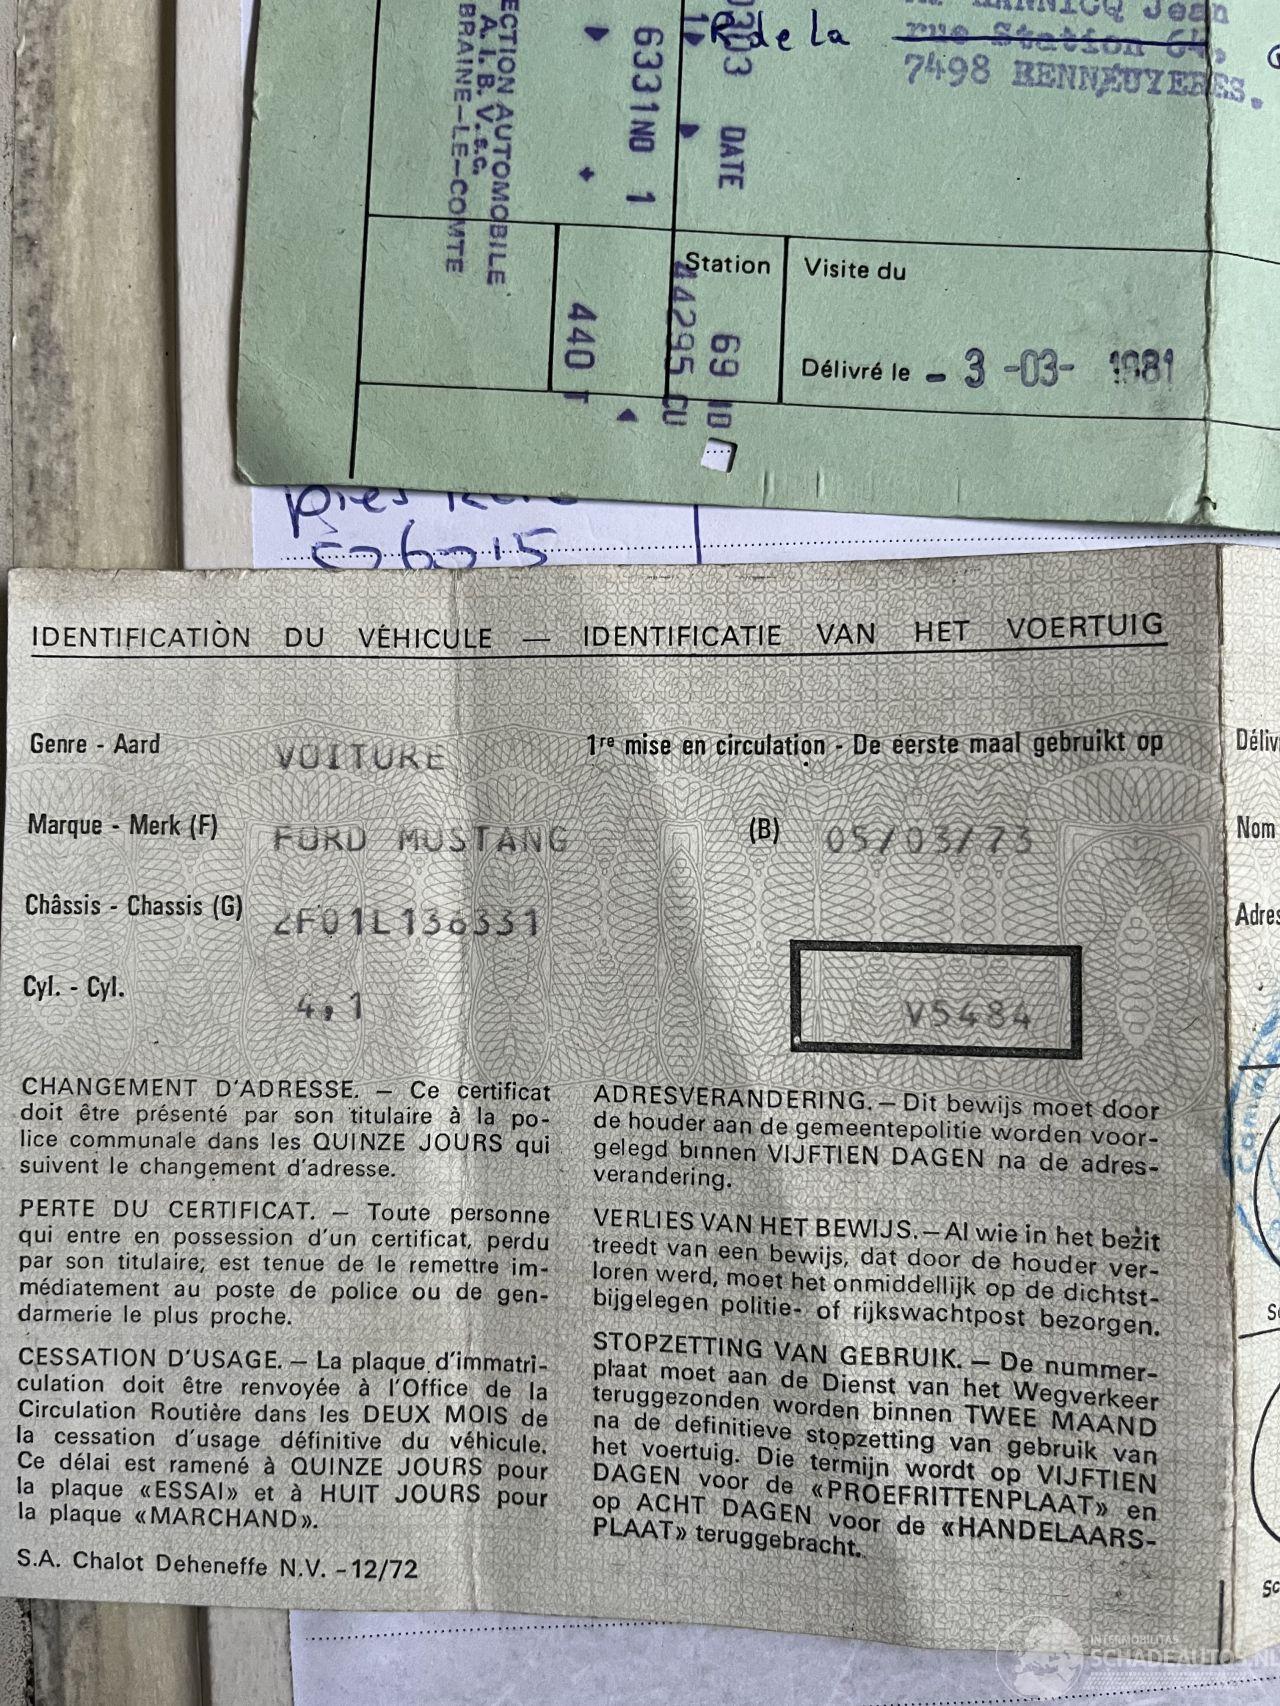 R de la
rue Station 64,
7498 HENNEUYERES.
ECTION AUTOMOBILE
A.I.B.V.s.c.
BRAINE-LE-COMTE
6331NO 1
DATE
440 T
44295 CU
69 ID
Station
Visite du
Délivré le - 3 -03- 1981
IDENTIFICATION DU VÉHICULE — IDENTIFICATIE VAN HET VOERTUIG
Genre - Aard VOITURE 1re mise en circulation - De eerste maal gebruikt op
Marque - Merk (F) FORD MUSTANG (B) 05/03/73
Châssis - Chassis (G) 2F01L136331
Cyl. - Cyl. 4,1
V5484
CHANGEMENT D'ADRESSE. — Ce certificat
doit être présenté par son titulaire à la po-
lice communale dans les QUINZE JOURS qui
suivent le changement d'adresse.
PERTE DU CERTIFICAT. — Toute personne
qui entre en possession d'un certificat, perdu
par son titulaire, est tenue de le remettre im-
médiatement au poste de police ou de gen-
darmerie le plus proche.
CESSATION D'USAGE. — La plaque d'immatri-
culation doit être renvoyée à l'Office de la
Circulation Routière dans les DEUX MOIS de
la cessation d'usage définitive du véhicule.
Ce délai est ramené à QUINZE JOURS pour
la plaque «ESSAI» et à HUIT JOURS pour
la plaque «MARCHAND».
S.A. Chalot Deheneffe N.V. - 12/72
ADRESVERANDERING. — Dit bewijs moet door
de houder aan de gemeentepolitie worden voor-
gelegd binnen VIJFTIEN DAGEN na de adres-
verandering.
VERLIES VAN HET BEWIJS. — Al wie in het bezit
treedt van een bewijs, dat door de houder ver-
loren werd, moet het onmiddellijk op de dichtst-
bijgelegen politie- of rijkswachtpost bezorgen.
STOPZETTING VAN GEBRUIK. — De nummer-
plaat moet aan de Dienst van het Wegverkeer
teruggezonden worden binnen TWEE MAAND
na de definitieve stopzetting van gebruik van
het voertuig. Die termijn wordt op VIJFTIEN
DAGEN voor de «PROEFRITTENPLAAT» en
op ACHT DAGEN voor de «HANDELAARS-
PLAAT» teruggebracht.
Déliv
Nom
Adres
INTERMOBILITAS
SCHADEAUTOS.NL